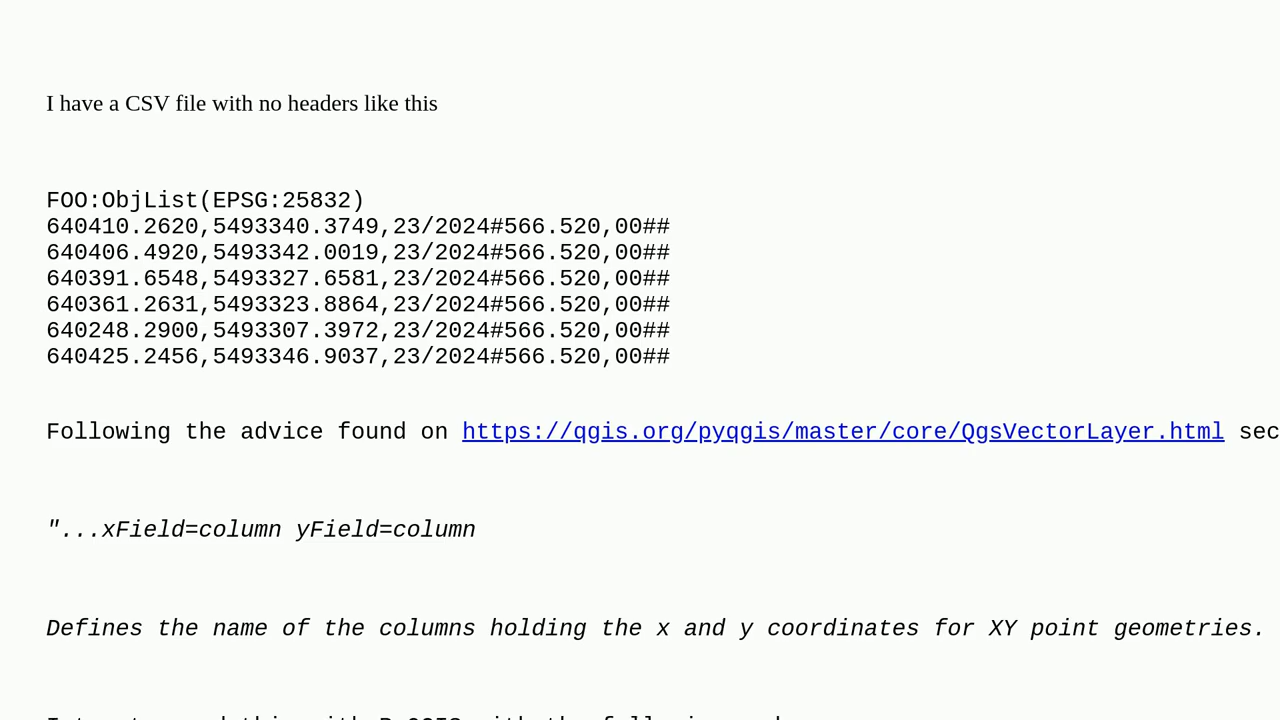 I have a CSV file with no headers like this
FOO:ObjList(EPSG:25832)
640410.2620,5493340.3749,23/2024#566.520,00##
640406.4920,5493342.0019,23/2024#566.520,00##
640391.6548,5493327.6581,23/2024#566.520,00##
640361.2631,5493323.8864,23/2024#566.520,00##
640248.2900,5493307.3972,23/2024#566.520,00##
640425.2456,5493346.9037,23/2024#566.520,00##
Following the advice found on https://qgis.org/pyqgis/master/core/QgsVectorLayer.html sec
"...xField=column yField=column
Defines the name of the columns holding the x and y coordinates for XY point geometries.